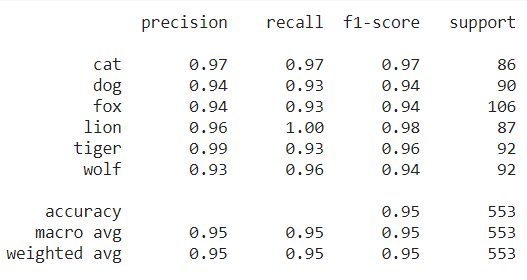 precision recall f1-score support
cat 0.97 0.97 0.97 86
dog 0.94 0.93 0.94 90
fox 0.94 0.93 0.94 106
lion 0.96 1.00 0.98 87
tiger 0.99 0.93 0.96 92
wolf 0.93 0.96 0.94 92
accuracy 0.95 553
macro avg 0.95 0.95 0.95 553
weighted avg 0.95 0.95 0.95 553